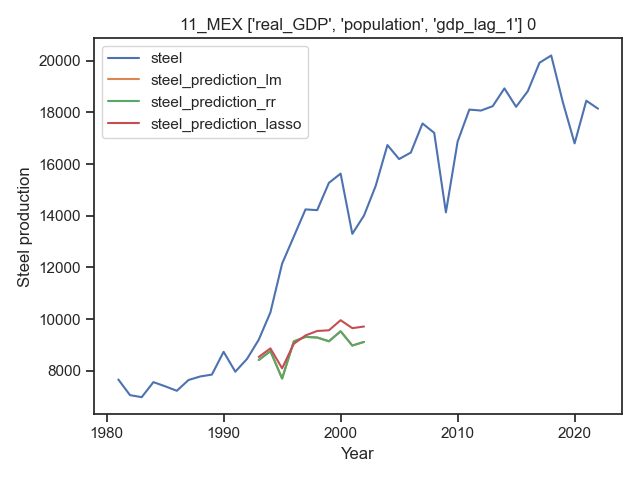 11_MEX ['real_GDP', 'population', 'gdp_lag_1'] 0
steel
steel_prediction_lm
steel_prediction_rr
steel_prediction_lasso
Steel production
20000
18000
16000
14000
12000
10000
8000
1980
1990
2000
2010
2020
Year